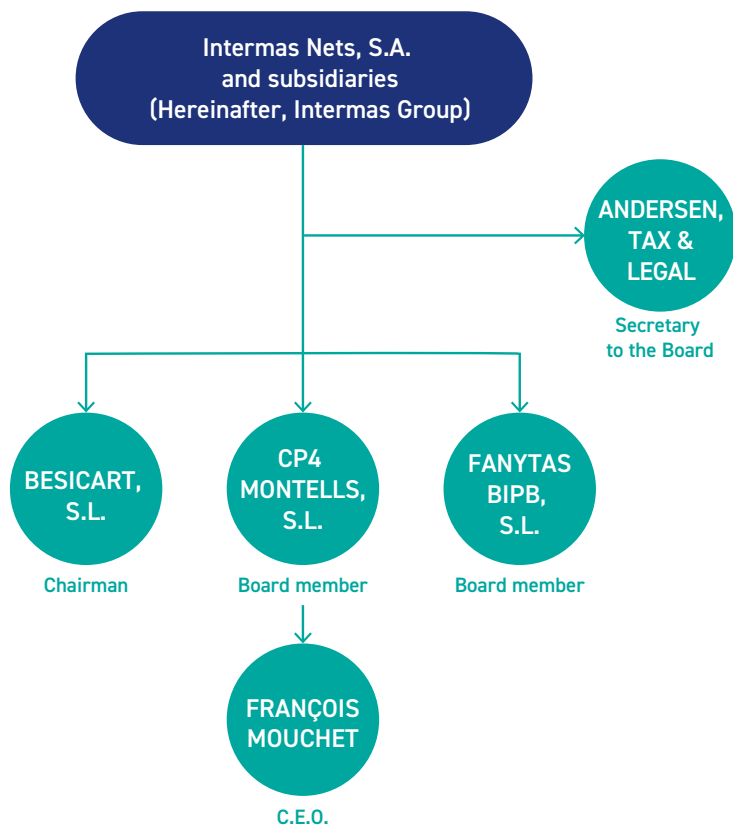 Intermas Nets, S.A.
and subsidiaries
(Hereinafter, Intermas Group)
ANDERSEN,
TAX &
LEGAL
Secretary
to the Board
BESICART,
S.L.
Chairman
CP4
MONTELLS,
S.L.
Board member
FANYTAS
BIPB,
S.L.
Board member
FRANÇOIS
MOUCHET
C.E.O.